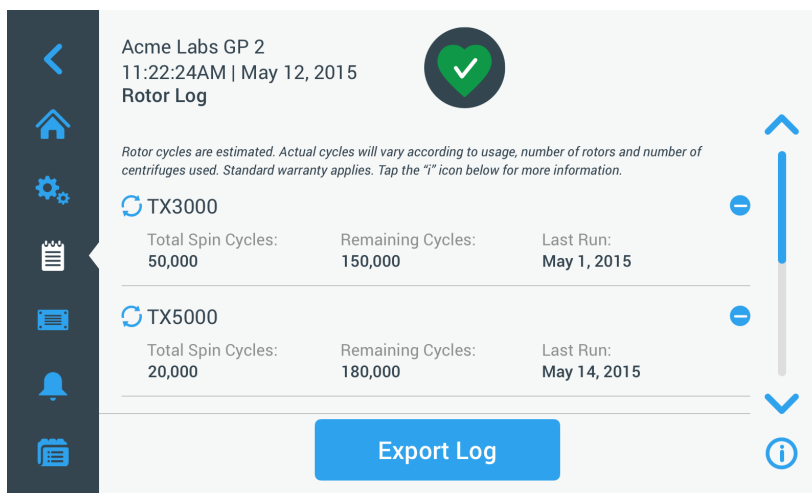 Acme Labs GP 2
11:22:24AM | May 12, 2015
Rotor Log
Rotor cycles are estimated. Actual cycles will vary according to usage, number of rotors and number of
centrifuges used. Standard warranty applies. Tap the “i” icon below for more information.
TX3000
Total Spin Cycles: Remaining Cycles: Last Run:
50,000 150,000 May 1, 2015
TX5000
Total Spin Cycles: Remaining Cycles: Last Run:
20,000 180,000 May 14, 2015
Export Log